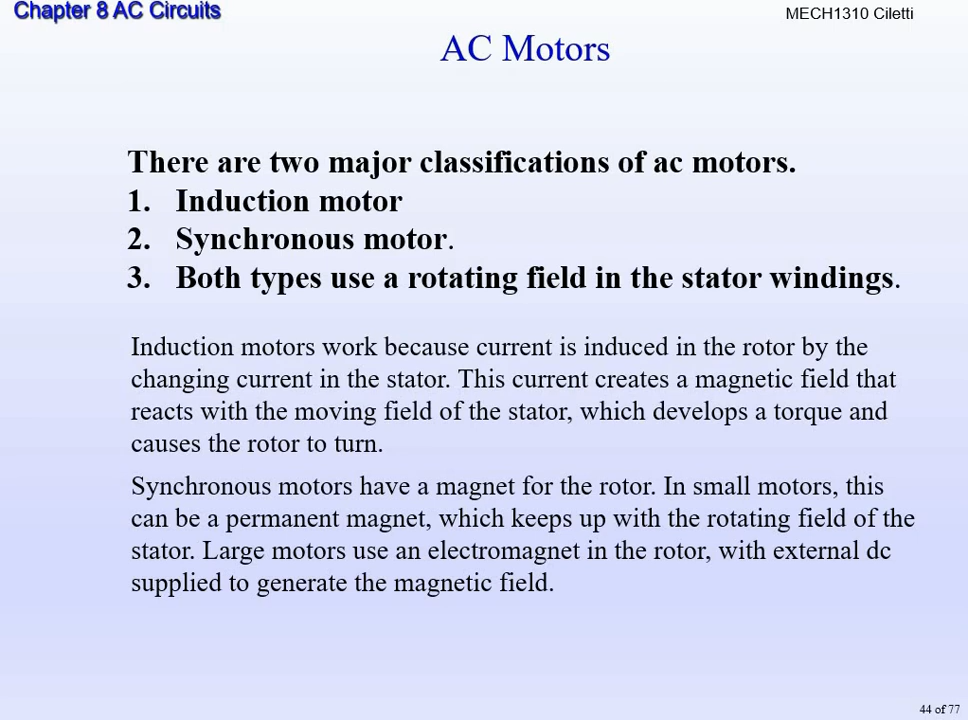 Chapter 8 AC Circuits
MECH1310 Ciletti
AC Motors
There are two major classifications of ac motors.
1. Induction motor
2. Synchronous motor.
3. Both types use a rotating field in the stator windings.
Induction motors work because current is induced in the rotor by the
changing current in the stator. This current creates a magnetic field that
reacts with the moving field of the stator, which develops a torque and
causes the rotor to turn.
Synchronous motors have a magnet for the rotor. In small motors, this
can be a permanent magnet, which keeps up with the rotating field of the
stator. Large motors use an electromagnet in the rotor, with external dc
supplied to generate the magnetic field.
44 of 77